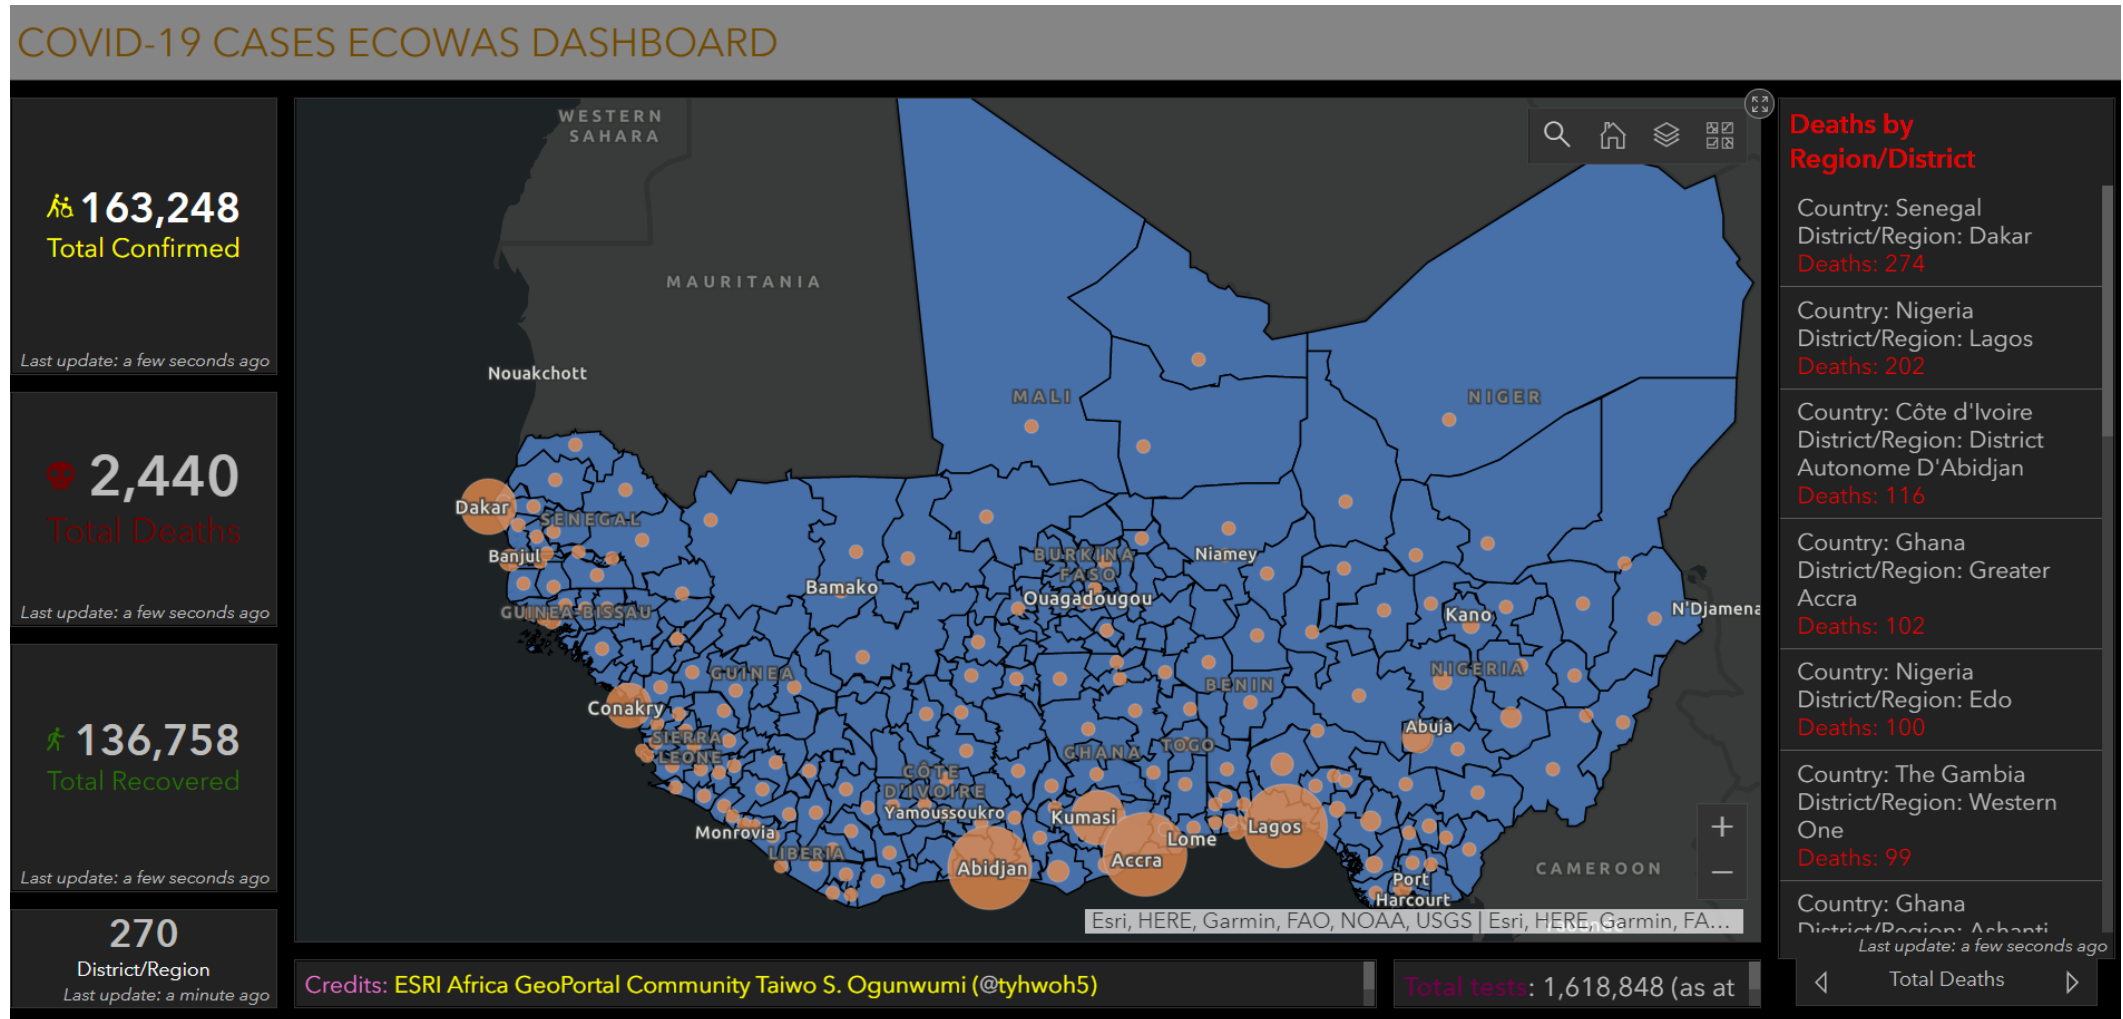 COVID-19 CASES ECOWAS DASHBOARD
163,248
Total Confirmed
Last update: a few seconds ago
2,440
Total Deaths
Last update: a few seconds ago
136,758
Total Recovered
Last update: a few seconds ago
270
District/Region
Last update: a minute ago
WESTERN
SAHARA
MAURITANIA
Nouakchott
MALI
NIGER
Dakar
SENEGAL
Banjul
BURKINA
FASO
Niamey
Bamako
Ouagadougou
GUINEA-BISSAU
Kano
N'Djamena
GUINEA
NIGERIA
BENIN
Conakry
Abuja
SIERRA
LEONE
GHANA
TOGO
CÔTE
D'IVOIRE
Yamoussoukro
Kumasi
Lagos
Monrovia
Lome
LIBERIA
Abidjan
Accra
CAMEROON
Port
Harcourt
Esri, HERE, Garmin, FAO, NOAA, USGS | Esri, HERE, Garmin, FA...
Credits: ESRI Africa GeoPortal Community Taiwo S. Ogunwumi (@tyhwoh5)
Total tests: 1,618,848 (as at
Deaths by
Region/District
Country: Senegal
District/Region: Dakar
Deaths: 274
Country: Nigeria
District/Region: Lagos
Deaths: 202
Country: Côte d'Ivoire
District/Region: District
Autonome D'Abidjan
Deaths: 116
Country: Ghana
District/Region: Greater
Accra
Deaths: 102
Country: Nigeria
District/Region: Edo
Deaths: 100
Country: The Gambia
District/Region: Western
One
Deaths: 99
Country: Ghana
District/Region: Ashanti
Last update: a few seconds ago
Total Deaths